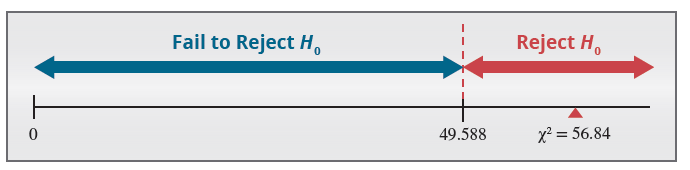 Fail to Reject H₀ Reject H₀
0 49.588 χ² = 56.84